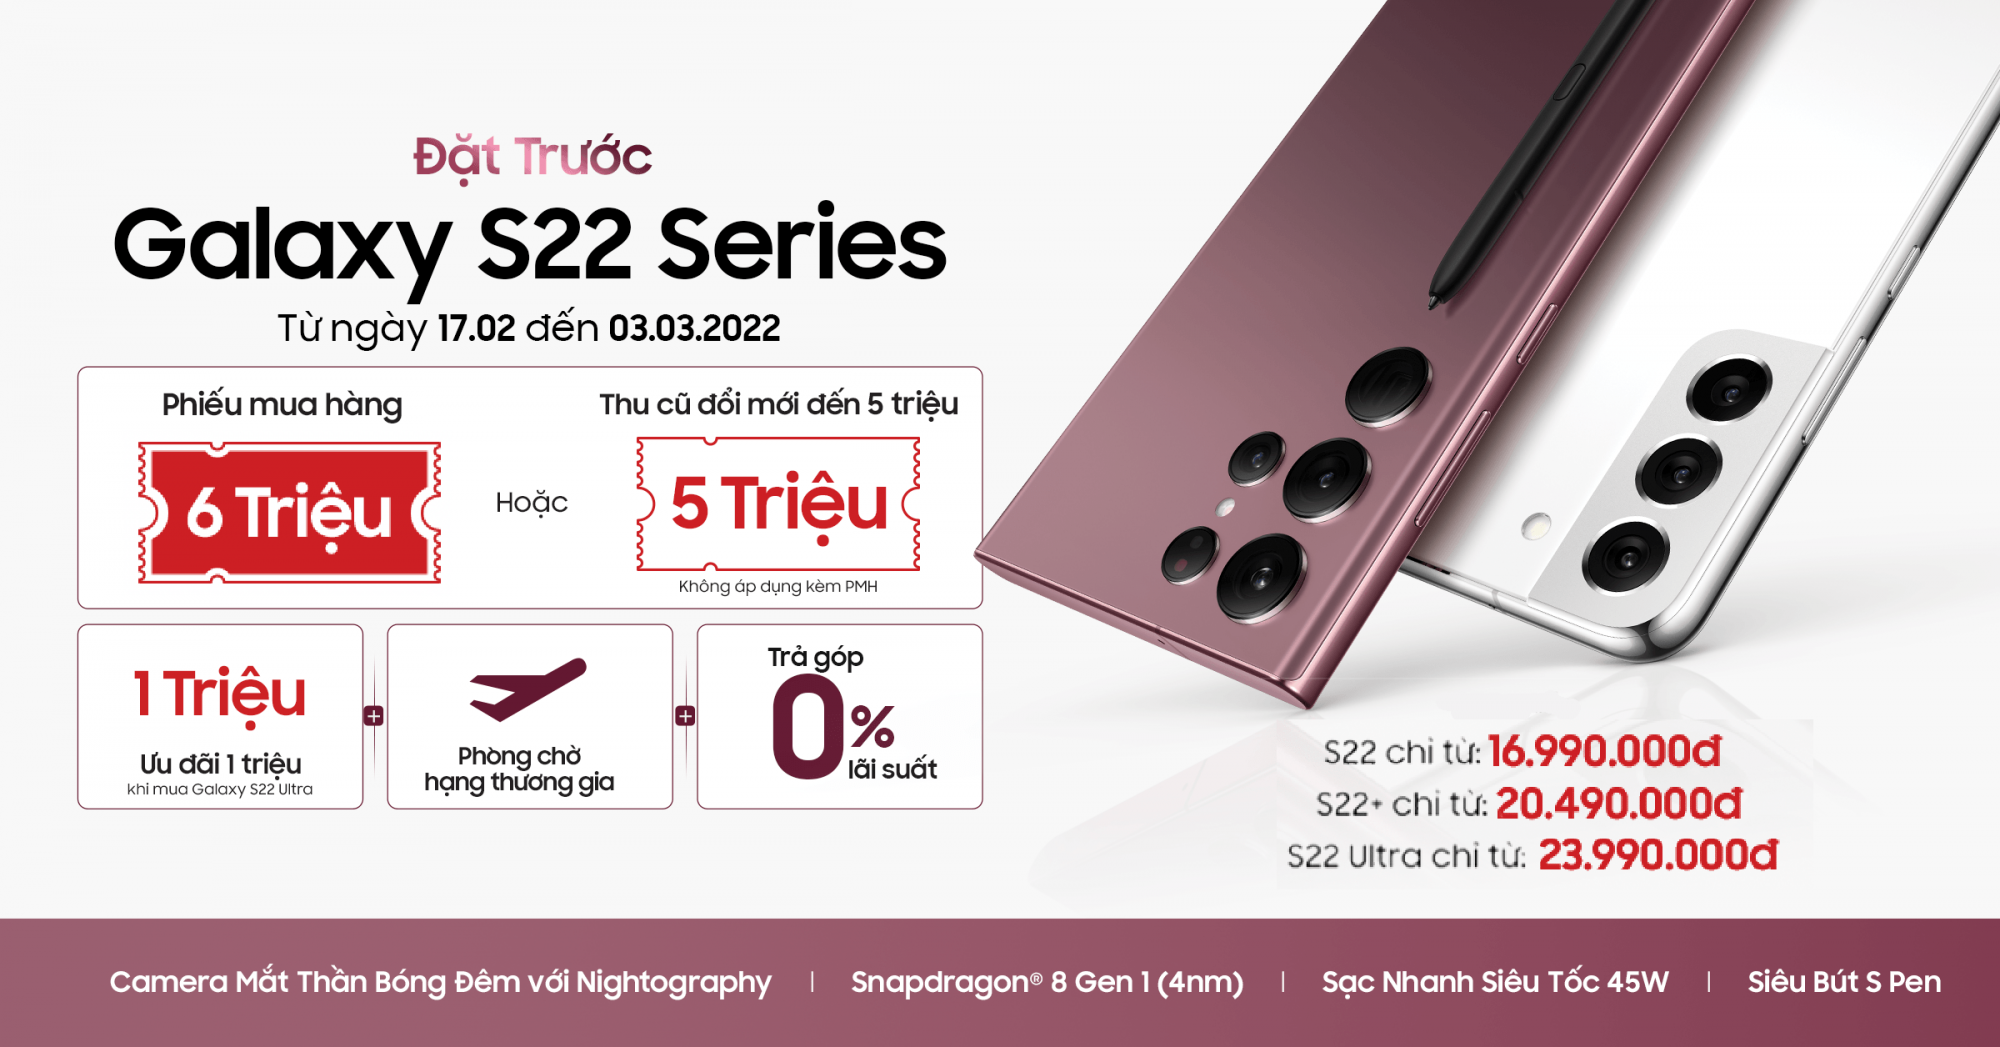 Đặt Trước
Galaxy S22 Series
Từ ngày 17.02 đến 03.03.2022
Phiếu mua hàng
6 Triệu
Hoặc
Thu cũ đổi mới đến 5 triệu
5 Triệu
Không áp dụng kèm PMH
1 Triệu
Ưu đãi 1 triệu
khi mua Galaxy S22 Ultra
Phòng chờ
hạng thương gia
Trả góp
0%
lãi suất
S22 chỉ từ: 16.990.000đ
S22+ chỉ từ: 20.490.000đ
S22 Ultra chỉ từ: 23.990.000đ
Camera Mắt Thần Bóng Đêm với Nightography | Snapdragon® 8 Gen 1 (4nm) | Sạc Nhanh Siêu Tốc 45W | Siêu Bút S Pen